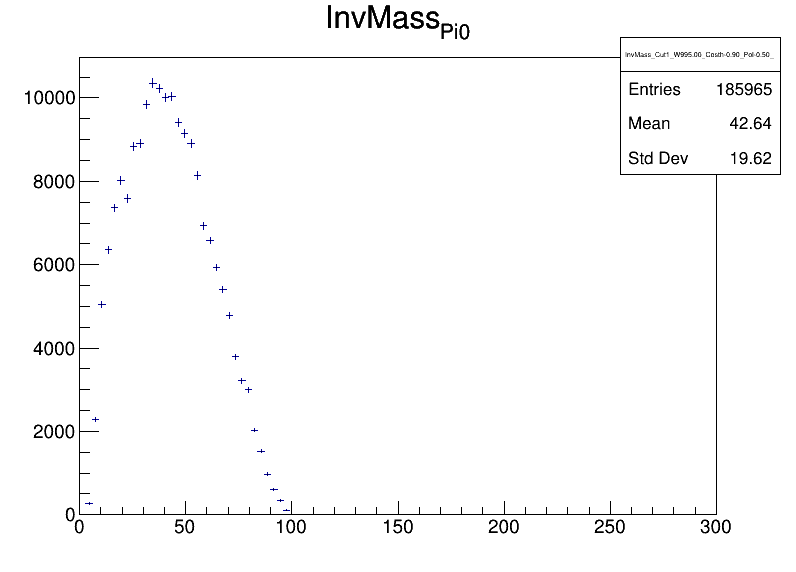 InvMassPi0
InvMass_Cut1_W995.00_Costh-0.90_Pol-0.50_
Entries 185965
Mean 42.64
Std Dev 19.62
10000
8000
6000
4000
2000
0
0 50 100 150 200 250 300